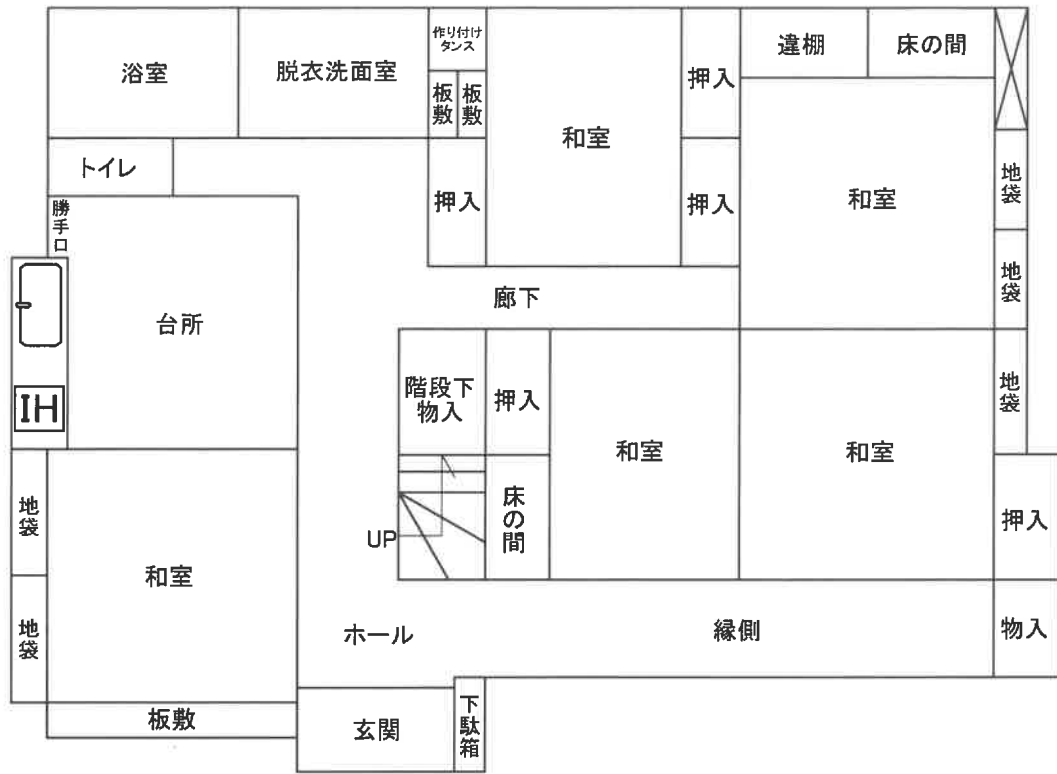 浴室
脱衣洗面室
作り付け
タンス
板敷
板敷
押入
和室
押入
押入
違棚
床の間
和室
地袋
地袋
トイレ
勝手口
台所
IH
廊下
階段下
物入
押入
和室
和室
地袋
押入
床の間
UP
地袋
地袋
和室
ホール
縁側
物入
板敷
玄関
下駄箱